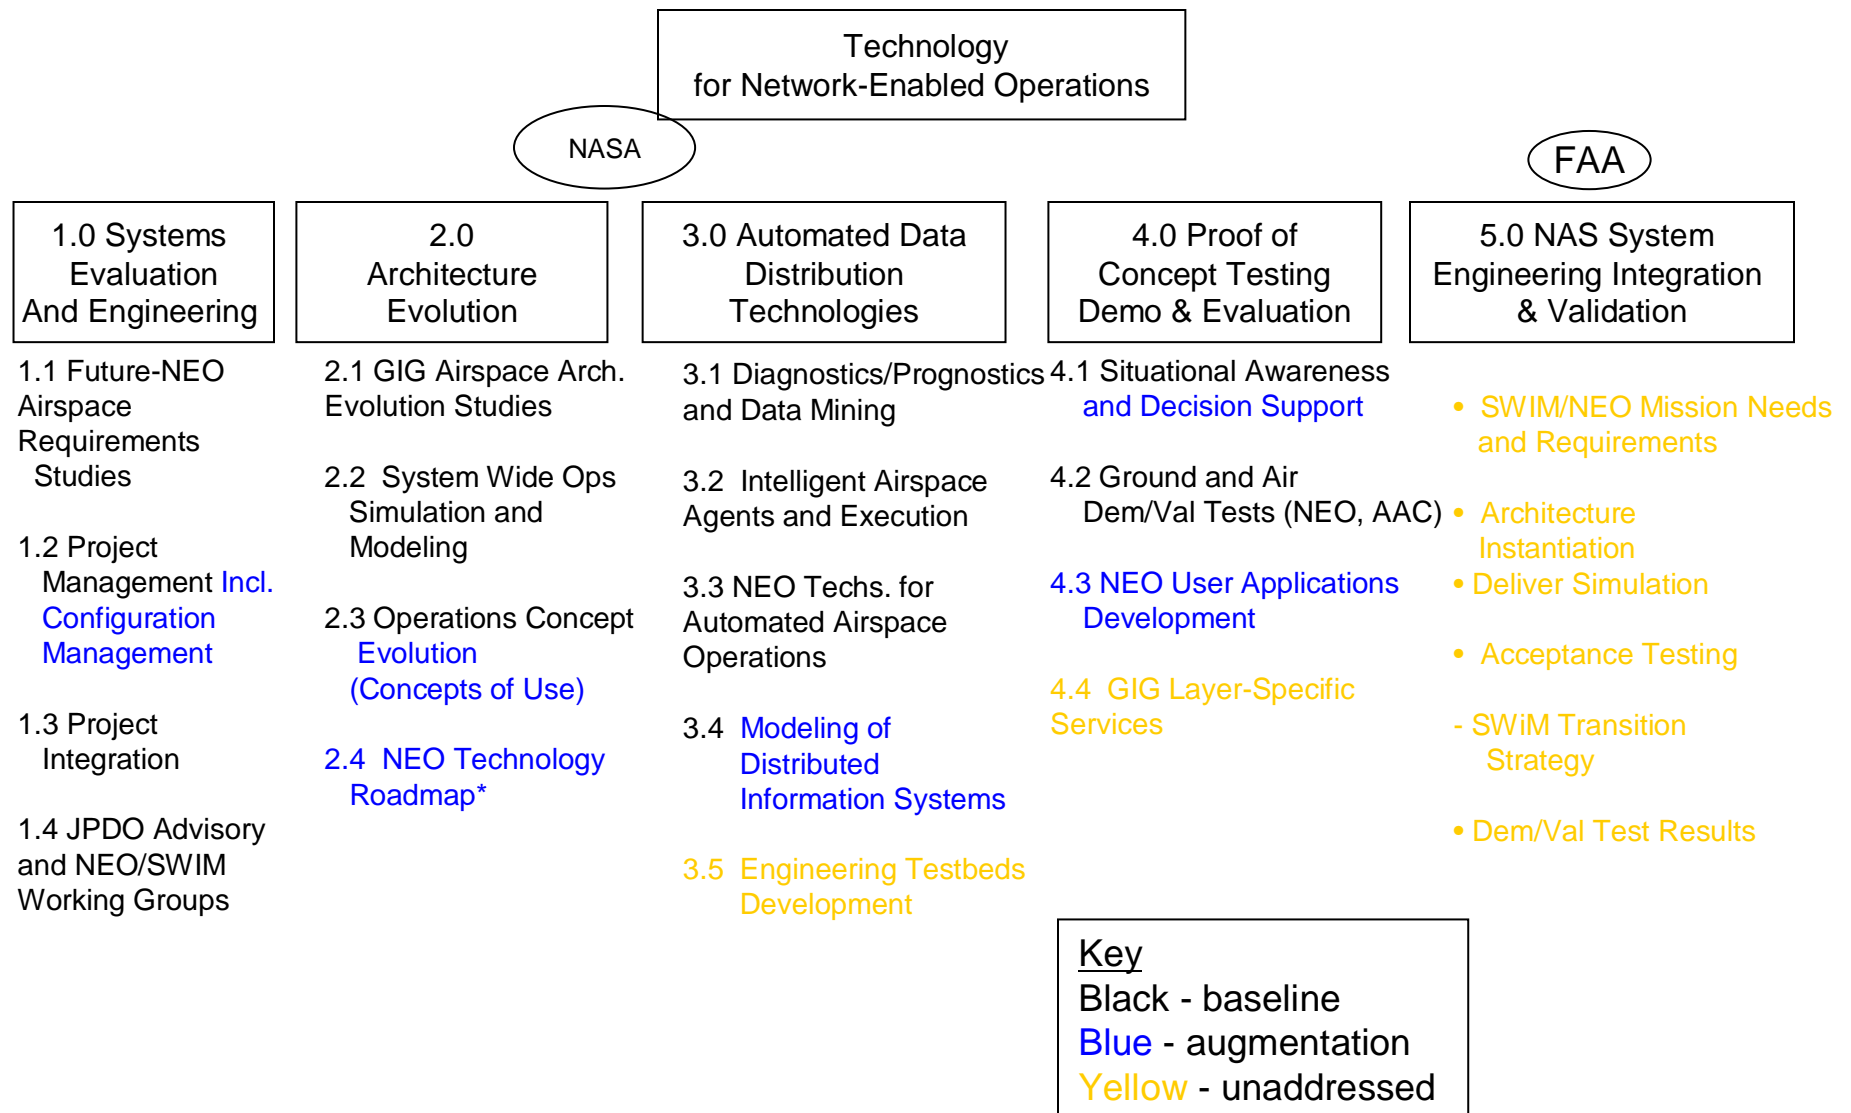 Technology
for Network-Enabled Operations
NASA
FAA
1.0 Systems
Evaluation
And Engineering
2.0
Architecture
Evolution
3.0 Automated Data
Distribution
Technologies
4.0 Proof of
Concept Testing
Demo & Evaluation
5.0 NAS System
Engineering Integration
& Validation
1.1 Future-NEO
Airspace
Requirements
Studies
1.2 Project
Management Incl.
Configuration
Management
1.3 Project
Integration
1.4 JPDO Advisory
and NEO/SWIM
Working Groups
2.1 GIG Airspace Arch.
Evolution Studies
2.2 System Wide Ops
Simulation and
Modeling
2.3 Operations Concept
Evolution
(Concepts of Use)
2.4 NEO Technology
Roadmap*
3.1 Diagnostics/Prognostics
and Data Mining
3.2 Intelligent Airspace
Agents and Execution
3.3 NEO Techs. for
Automated Airspace
Operations
3.4 Modeling of
Distributed
Information Systems
3.5 Engineering Testbeds
Development
4.1 Situational Awareness
and Decision Support
4.2 Ground and Air
Dem/Val Tests (NEO, AAC)
4.3 NEO User Applications
Development
4.4 GIG Layer-Specific
Services
• SWIM/NEO Mission Needs
and Requirements
• Architecture
Instantiation
• Deliver Simulation
• Acceptance Testing
- SWiM Transition
Strategy
• Dem/Val Test Results
Key
Black - baseline
Blue - augmentation
Yellow - unaddressed